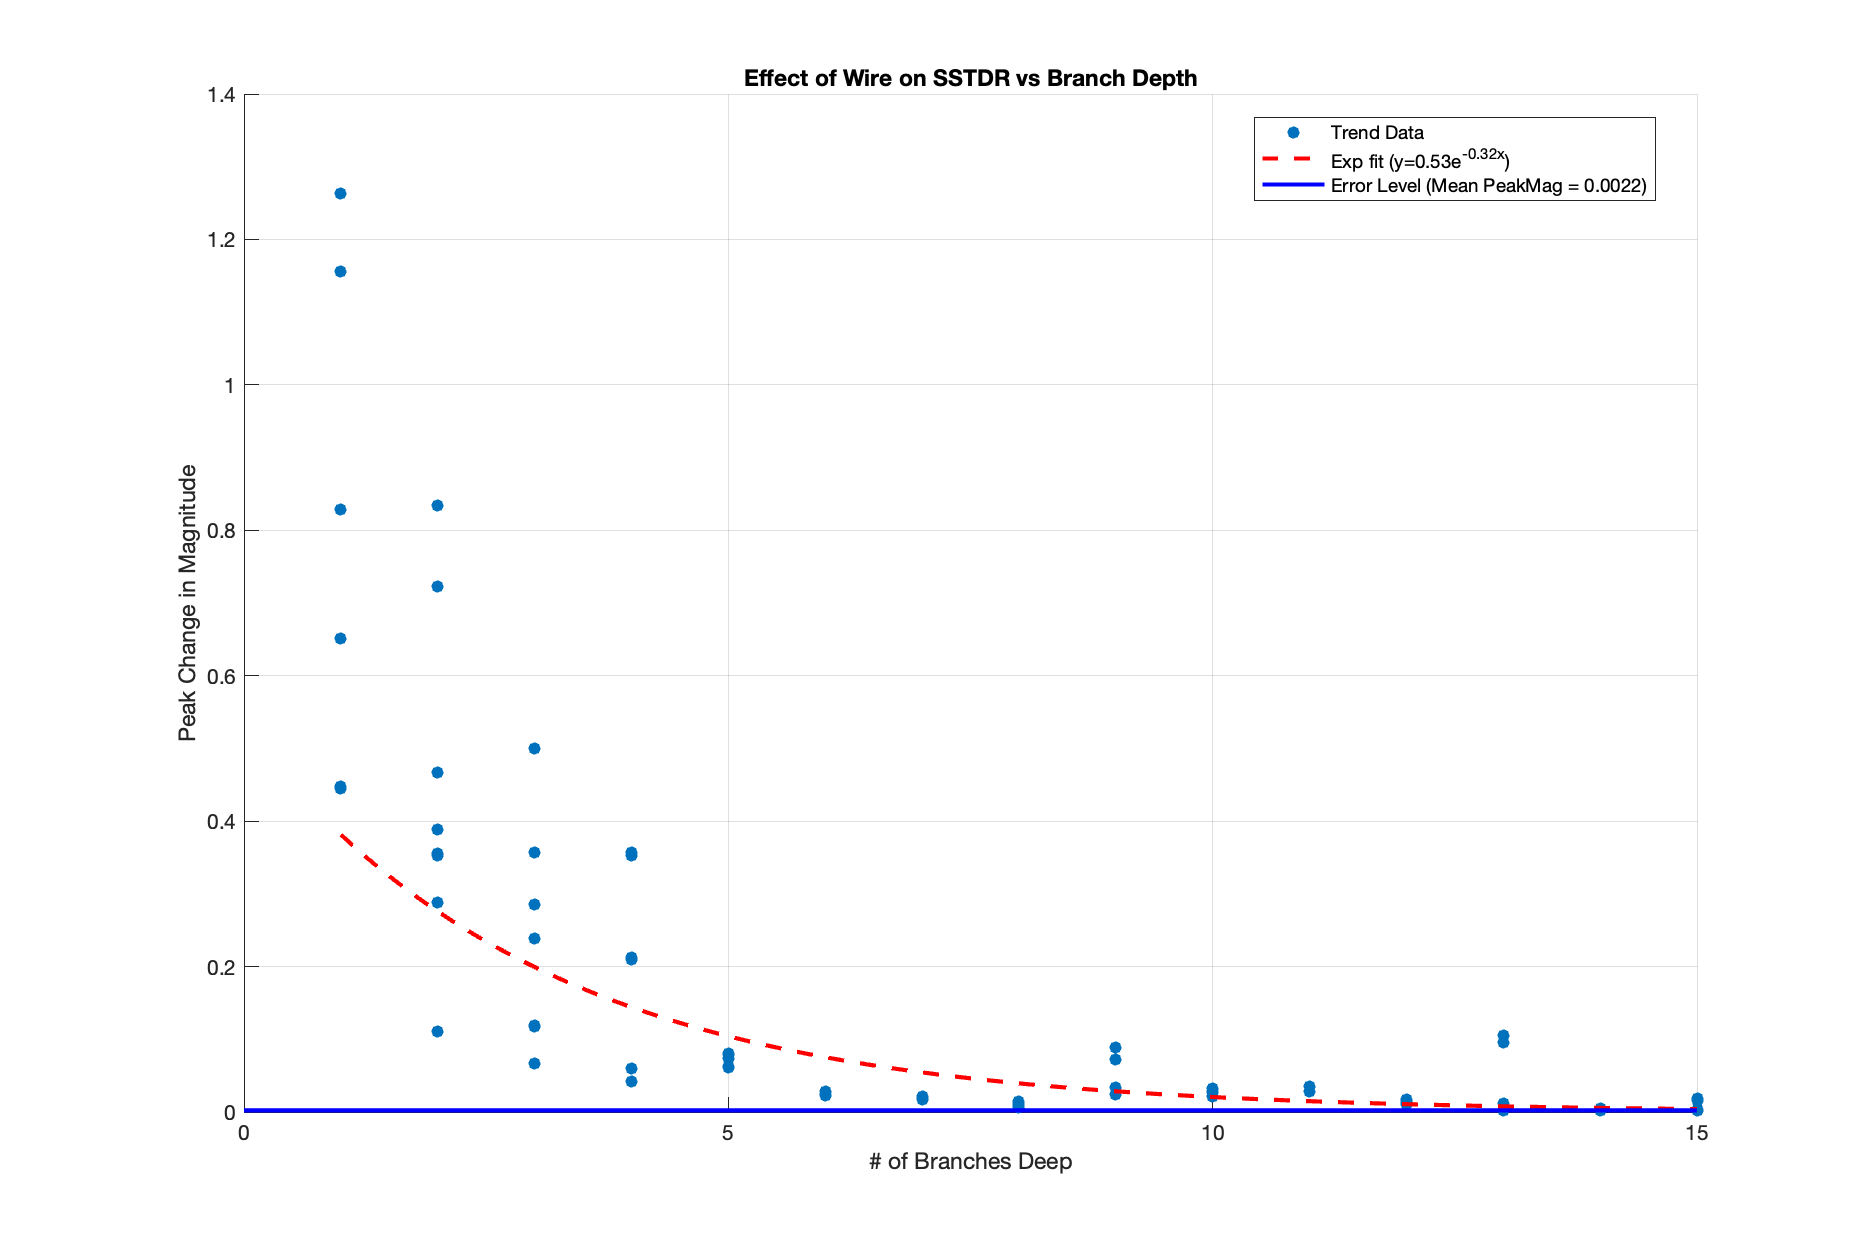 Effect of Wire on SSTDR vs Branch Depth
1.4
1.2
1
0.8
0.6
0.4
0.2
0
Peak Change in Magnitude
Trend Data
Exp fit (y=0.53e^-0.32x)
Error Level (Mean PeakMag = 0.0022)
0 5 10 15
# of Branches Deep